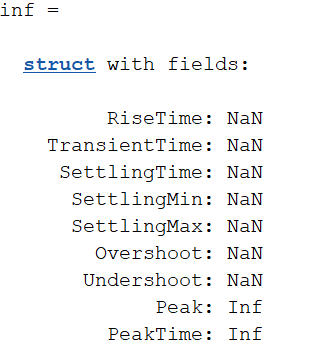 inf =
struct with fields:
RiseTime: NaN
TransientTime: NaN
SettlingTime: NaN
SettlingMin: NaN
SettlingMax: NaN
Overshoot: NaN
Undershoot: NaN
Peak: Inf
PeakTime: Inf